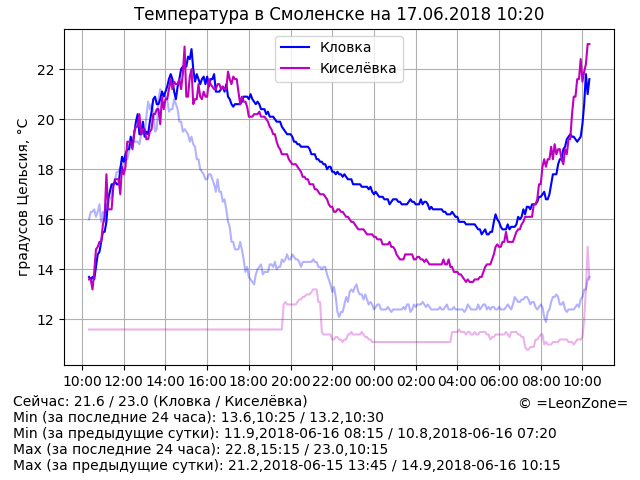 Температура в Смоленске на 17.06.2018 10:20
Кловка
Киселёвка
градусов Цельсия, °C
22
20
18
16
14
12
10:00 12:00 14:00 16:00 18:00 20:00 22:00 00:00 02:00 04:00 06:00 08:00 10:00
Сейчас: 21.6 / 23.0 (Кловка / Киселёвка)
© =LeonZone=
Min (за последние 24 часа): 13.6,10:25 / 13.2,10:30
Min (за предыдущие сутки): 11.9,2018-06-16 08:15 / 10.8,2018-06-16 07:20
Max (за последние 24 часа): 22.8,15:15 / 23.0,10:15
Max (за предыдущие сутки): 21.2,2018-06-15 13:45 / 14.9,2018-06-16 10:15